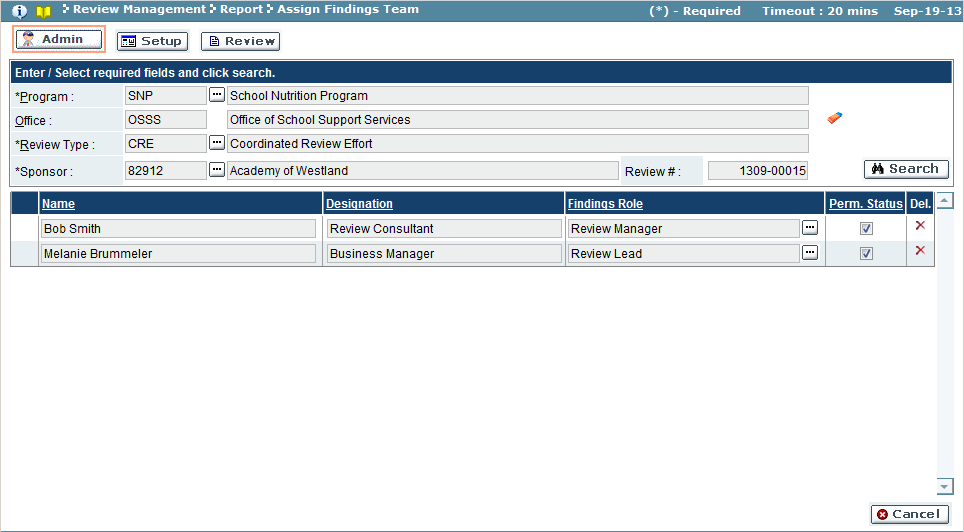 Review Management Report Assign Findings Team (*) - Required Timeout : 20 mins Sep-19-13
Admin Setup Review
Enter / Select required fields and click search.
*Program : SNP ... School Nutrition Program
Office : OSSS Office of School Support Services
*Review Type : CRE ... Coordinated Review Effort
*Sponsor : 82912 ... Academy of Westland Review # : 1309-00015 Search
Name Designation Findings Role Perm. Status Del.
Bob Smith Review Consultant Review Manager ...
Melanie Brummeler Business Manager Review Lead ...
Cancel